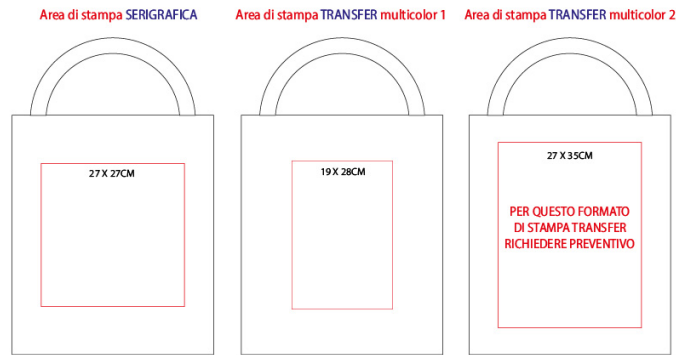 Area di stampa SERIGRAFICA
Area di stampa TRANSFER multicolor 1
Area di stampa TRANSFER multicolor 2
27 X 27CM
19 X 28CM
27 X 35CM
PER QUESTO FORMATO
DI STAMPA TRANSFER
RICHIEDERE PREVENTIVO